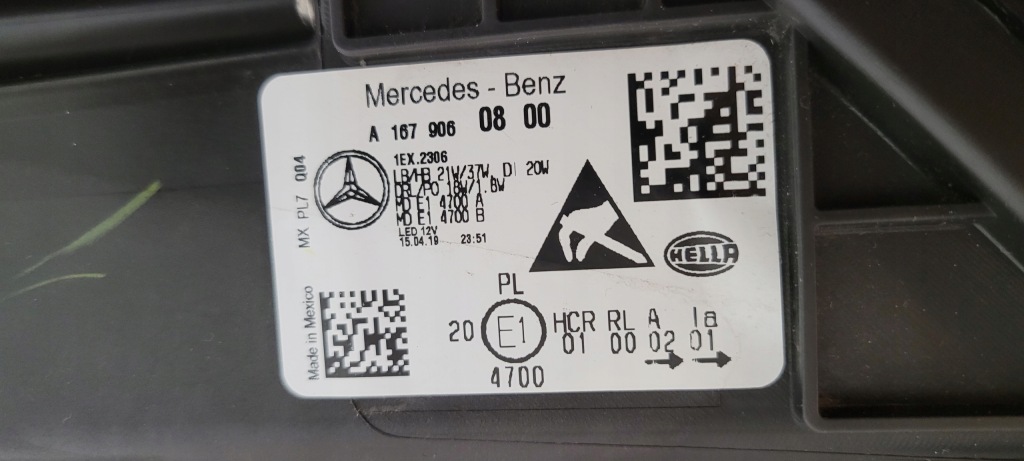 Mercedes - Benz
A 167 906 08 00
1EX.2306
LB/HB 21W/37W, DI 20W
DR/PO 18W/1.8W
MD E1 4700 A
MD E1 4700 B
LED 12V
15.04.19 23:51
MX PL7 004
HELLA
Made in Mexico
PL
20 E1 HCR RL A Ia
01 00 02 01
4700